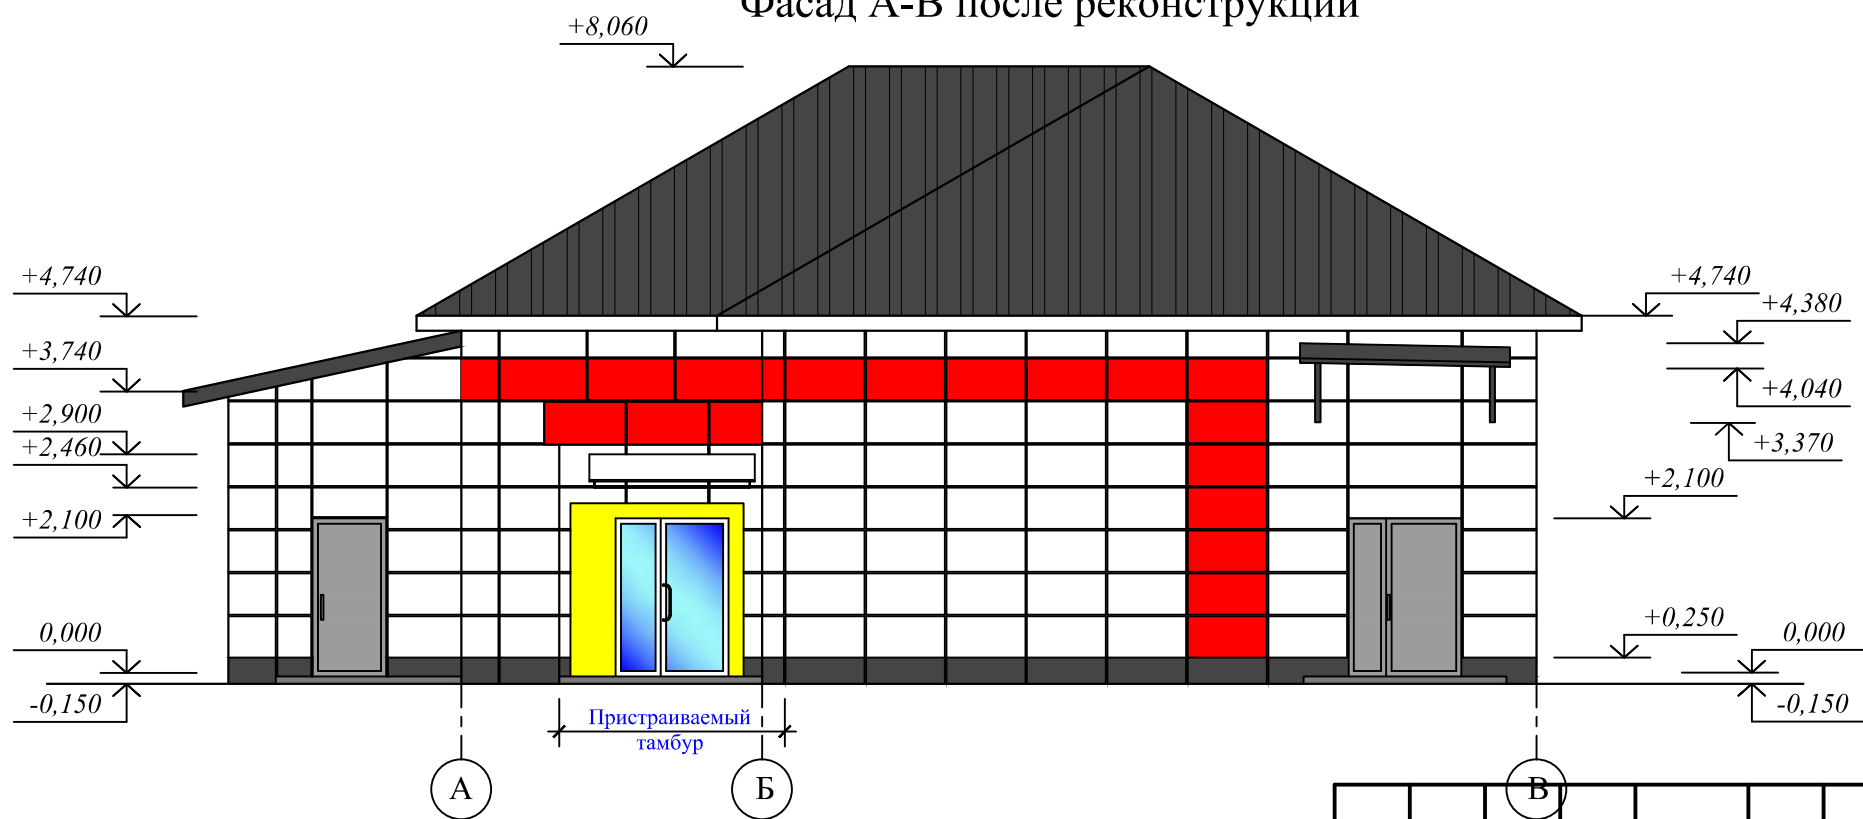 Фасад А-В после реконструкции
+8,060
+4,740
+3,740
+2,900
+2,460
+2,100
0,000
-0,150
+4,740
+4,380
+4,040
+3,370
+2,100
+0,250
0,000
-0,150
Пристраиваемый
тамбур
А
Б
В